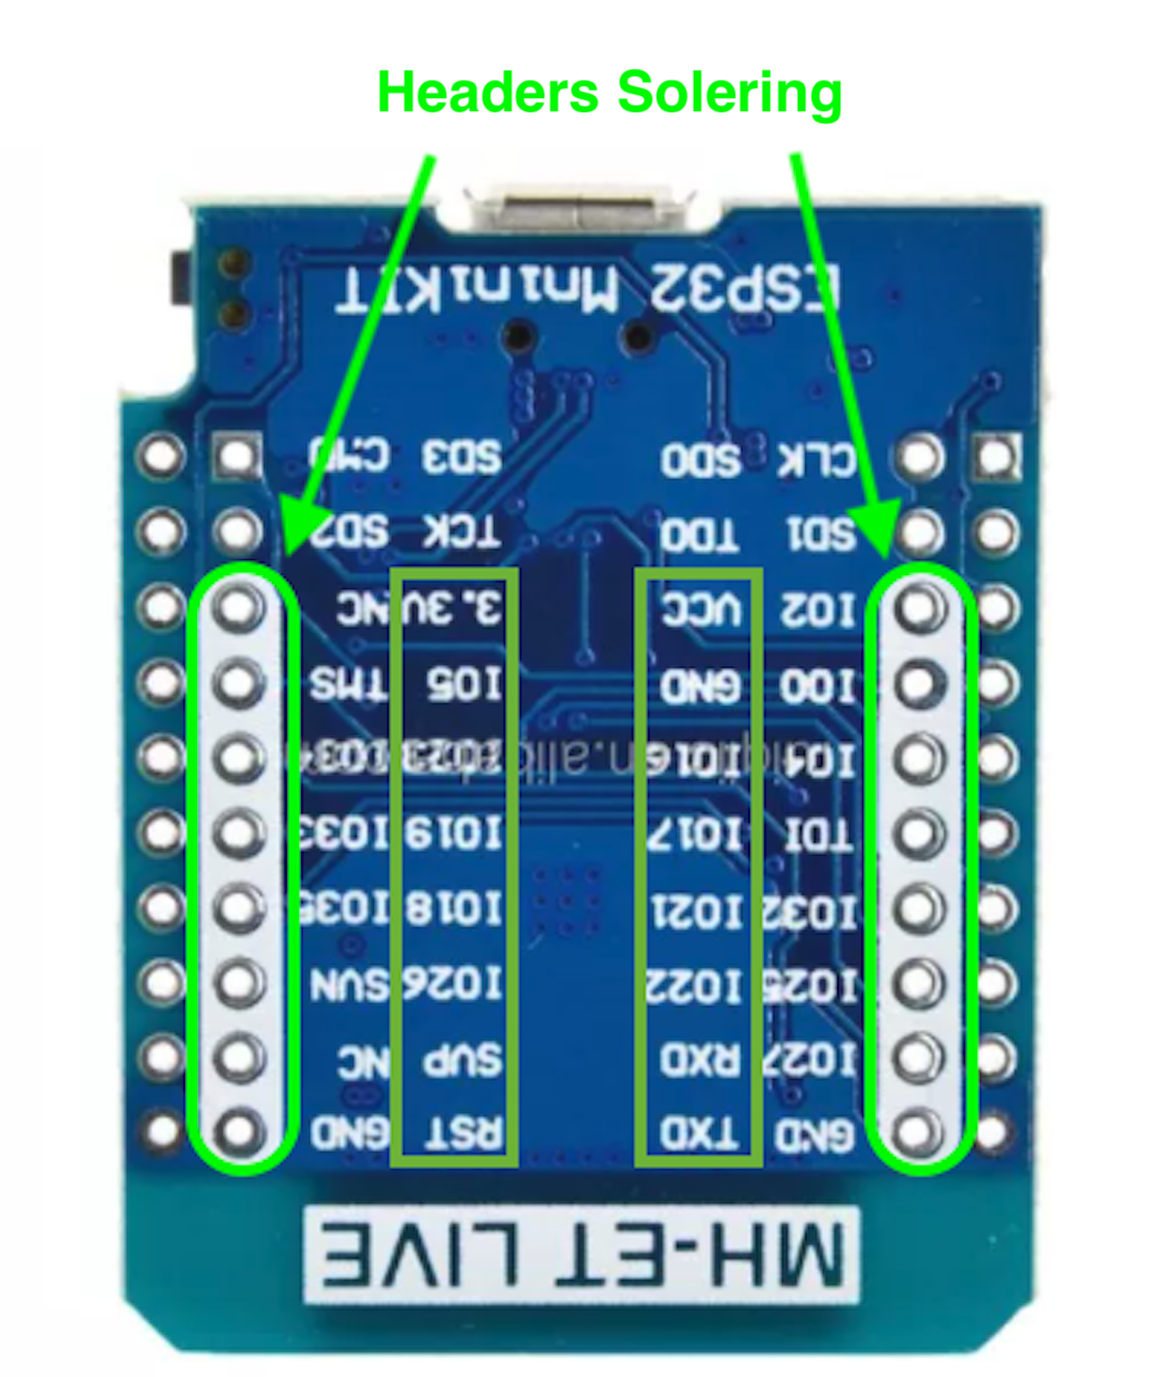 Headers Solering
ESP32 MniniKIT
CLK SD0 SD3 CMD
SD1 TDO TCK SD2
IO2 VCC 3.3V NC
IO0 GND IO5 TMS
IO4 IO16 IO23 IO34
TDI IO17 IO19 IO33
IO32 IO21 IO18 IO35
IO25 IO22 IO26 SVN
IO27 RXD SVP NC
GND TXD RST GND
MH-ET LIVE